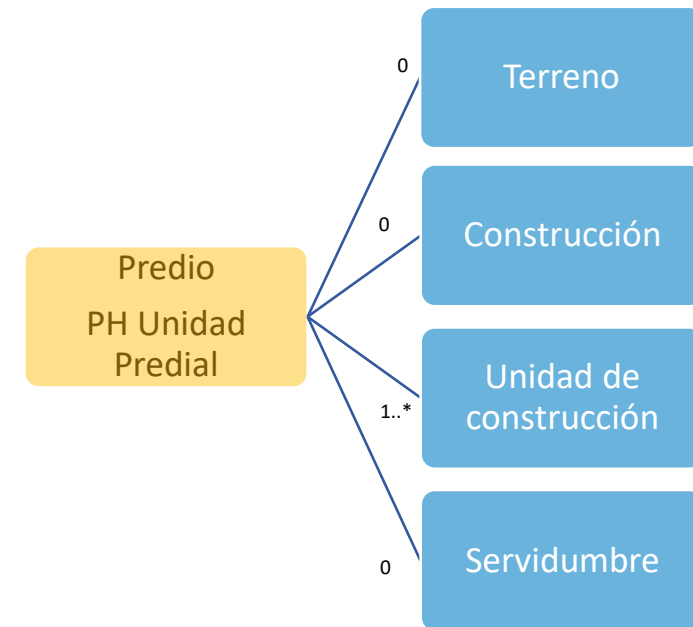 0
Terreno
0
Construcción
Predio
PH Unidad
Predial
1..*
Unidad de
construcción
0
Servidumbre